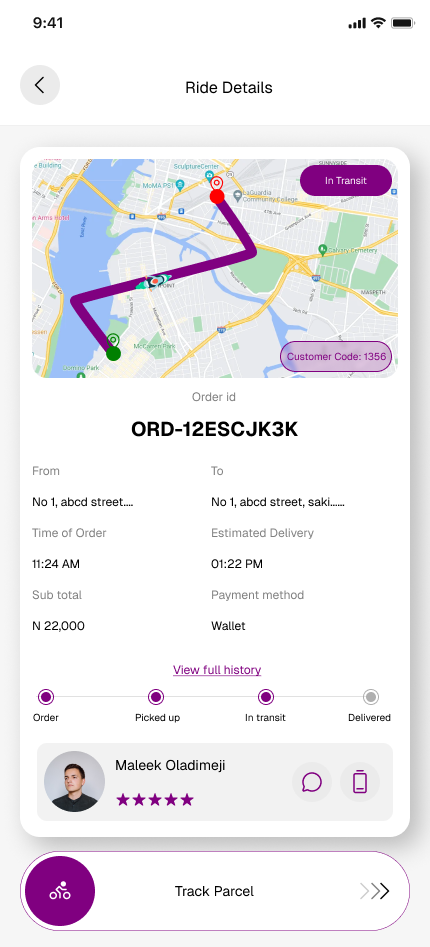 9:41
Ride Details
SUNNYSIDE
SculptureCenter
MoMA PS1
In Transit
LaGuardia
Community College
47th Ave
Calvary Cemetery
MASPETH
McCarren Park
Domino Park
Customer Code: 1356
Order id
ORD-12ESCJK3K
From
To
No 1, abcd street....
No 1, abcd street, saki......
Time of Order
Estimated Delivery
11:24 AM
01:22 PM
Sub total
Payment method
N 22,000
Wallet
View full history
Order
Picked up
In transit
Delivered
Maleek Oladimeji
Track Parcel